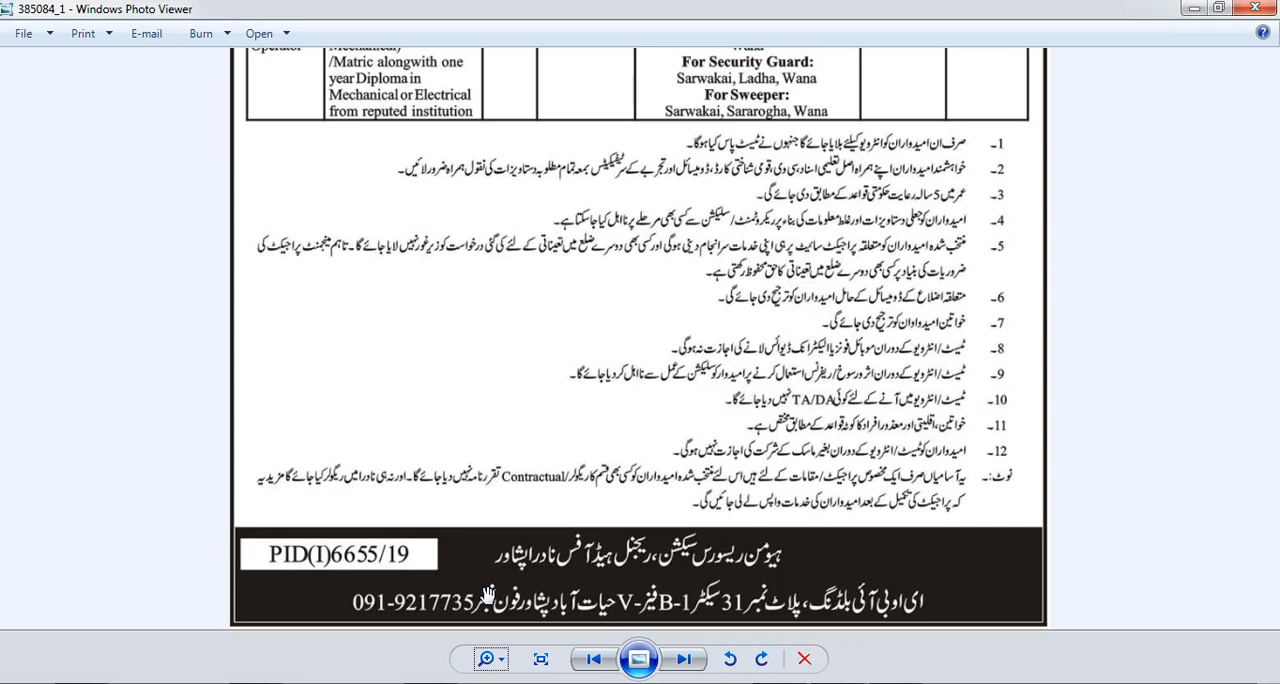 385084_1 - Windows Photo Viewer
File Print E-mail Burn Open
Operator Mechanical) Wana
/Matric alongwith one For Security Guard:
year Diploma in Sarwakai, Ladha, Wana
Mechanical or Electrical For Sweeper:
from reputed institution Sarwakai, Sararogha, Wana
1۔ صرف ان امیدواران کو انٹرویو کیلئے بلایا جائے گا جنہوں نے ٹیسٹ پاس کیا ہو گا۔
2۔ خواہشمند امیدواران اپنے ہمراہ اصل تعلیمی اسناد، سی وی، قومی شناختی کارڈ، ڈومیسائل اور تجربے کے سرٹیفکیٹس بمعہ تمام مطلوبہ دستاویزات کی نقول ہمراہ ضرور لائیں۔
3۔ عمر میں 5 سالہ رعایت حکومتی قواعد کے مطابق دی جائے گی۔
4۔ امیدواران کو جعلی دستاویزات اور غلط معلومات کی بناء پر ریکروٹمنٹ/سلیکشن سے کسی بھی مرحلے پر نااہل کیا جا سکتا ہے۔
5۔ منتخب شدہ امیدواران کو متعلقہ پراجیکٹ سائیٹ پر ہی اپنی خدمات سرانجام دینی ہوگی اور کسی بھی دوسرے ضلع میں تعیناتی کے لئے کی گئی درخواست کو زیر غور نہیں لایا جائے گا۔ تاہم مینجمنٹ پراجیکٹ کی
ضروریات کی بنیاد پر کسی بھی دوسرے ضلع میں تعیناتی کا حق محفوظ رکھتی ہے۔
6۔ متعلقہ اضلاع کے ڈومیسائل کے حامل امیدواران کو ترجیح دی جائے گی۔
7۔ خواتین امیدواران کو ترجیح دی جائے گی۔
8۔ ٹیسٹ/انٹرویو کے دوران موبائل فونز یا الیکٹرانک ڈیوائس لانے کی اجازت نہ ہوگی۔
9۔ ٹیسٹ/انٹرویو کے دوران اثر و رسوخ/ریفرنس استعمال کرنے پر امیدوار کو سلیکشن کے عمل سے نااہل کر دیا جائے گا۔
10۔ ٹیسٹ/انٹرویو میں آنے کے لئے کوئی TA/DA نہیں دیا جائے گا۔
11۔ خواتین، اقلیتی اور معذور افراد کا کوٹہ قواعد کے مطابق مختص ہے۔
12۔ امیدواران کو ٹیسٹ/انٹرویو کے دوران بغیر ماسک کے شرکت کی اجازت نہیں ہوگی۔
نوٹ:۔ یہ آسامیاں صرف ایک مخصوص پراجیکٹ/مقامات کے لئے ہیں اس لئے منتخب شدہ امیدواران کو کسی بھی قسم کا ریگولر/Contractual تقرر نامہ نہیں دیا جائے گا۔ اور نہ ہی نادرا میں ریگولر کیا جائے گا مزید یہ
کہ پراجیکٹ کی تکمیل کے بعد امیدواران کی خدمات واپس لے لی جائیں گی۔
ہیومن ریسورس سیکشن، ریجنل ہیڈ آفس نادرا پشاور PID(I)6655/19
ای او بی آئی بلڈنگ، پلاٹ نمبر 31 سیکٹر B-1 فیز-V حیات آباد پشاور فون نمبر 091-9217735